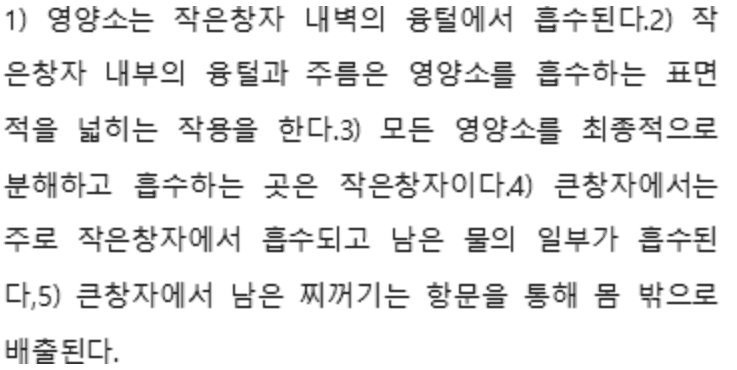 1) 영양소는 작은창자 내벽의 융털에서 흡수된다.2) 작
은창자 내부의 융털과 주름은 영양소를 흡수하는 표면
적을 넓히는 작용을 한다.3) 모든 영양소를 최종적으로
분해하고 흡수하는 곳은 작은창자이다.4) 큰창자에서는
주로 작은창자에서 흡수되고 남은 물의 일부가 흡수된
다,5) 큰창자에서 남은 찌꺼기는 항문을 통해 몸 밖으로
배출된다.